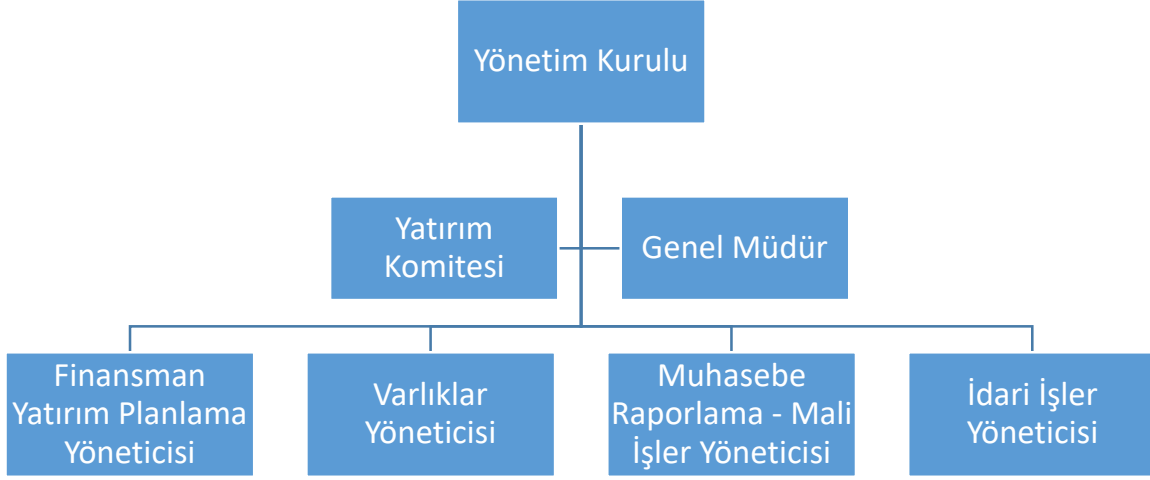 Yönetim Kurulu
Yatırım
Komitesi
Genel Müdür
Finansman
Yatırım Planlama
Yöneticisi
Varlıklar
Yöneticisi
Muhasebe
Raporlama - Mali
İşler Yöneticisi
İdari İşler
Yöneticisi